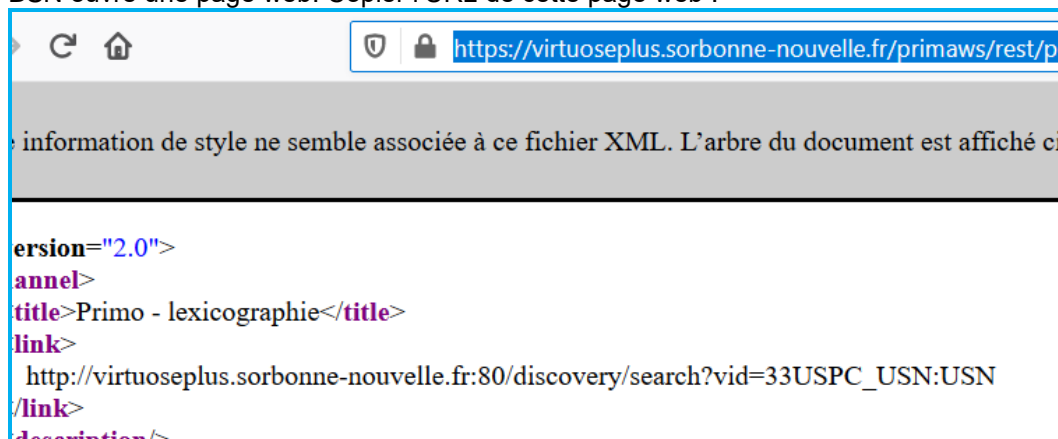 https://virtuoseplus.sorbonne-nouvelle.fr/primaws/rest/p
information de style ne semble associée à ce fichier XML. L'arbre du document est affiché ci
ersion="2.0">
annel>
title>Primo - lexicographie</title>
link>
http://virtuoseplus.sorbonne-nouvelle.fr:80/discovery/search?vid=33USPC_USN:USN
/link>